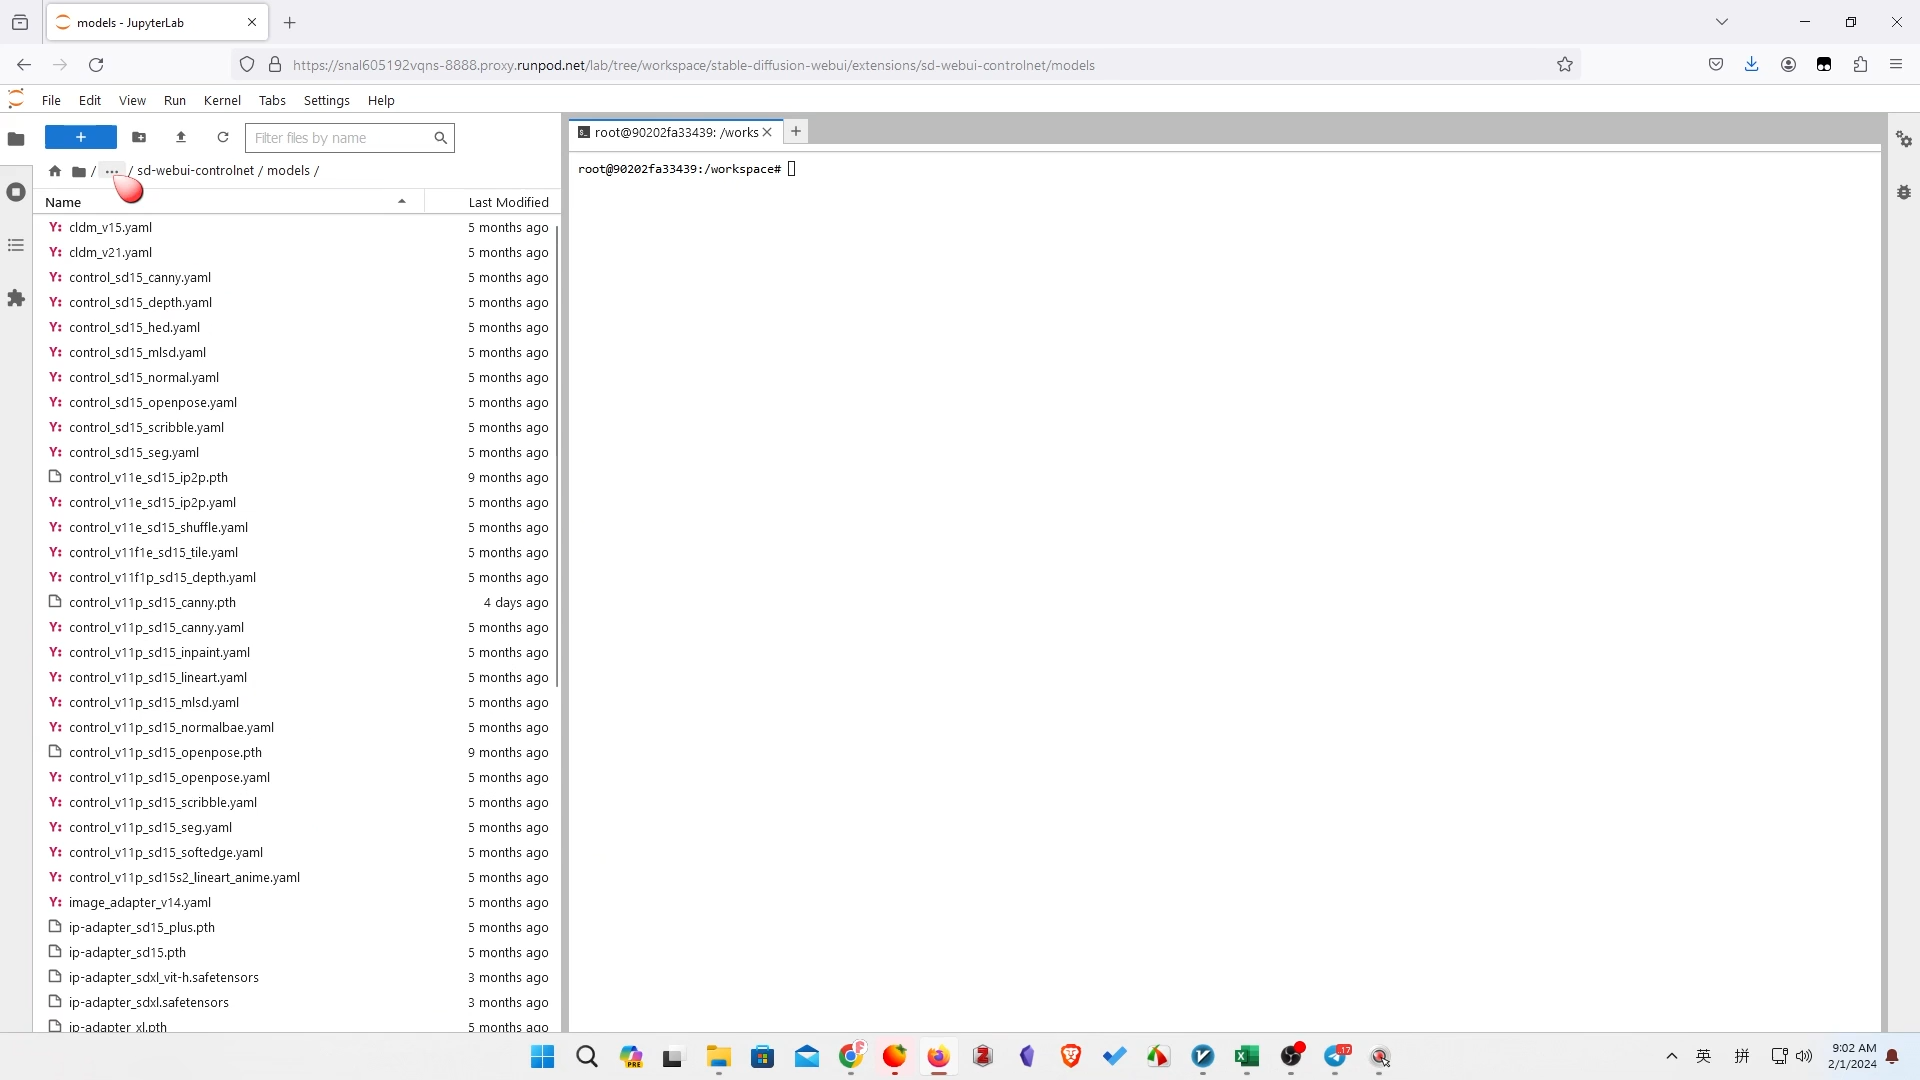 models - JupyterLab
https://snal605192vqns-8888.proxy.runpod.net/lab/tree/workspace/stable-diffusion-webui/extensions/sd-webui-controlnet/models
File Edit View Run Kernel Tabs Settings Help
Filter files by name
root@90202fa33439: /works
/ ... / sd-webui-controlnet / models /
root@90202fa33439:/workspace#
Name Last Modified
cldm_v15.yaml 5 months ago
cldm_v21.yaml 5 months ago
control_sd15_canny.yaml 5 months ago
control_sd15_depth.yaml 5 months ago
control_sd15_hed.yaml 5 months ago
control_sd15_mlsd.yaml 5 months ago
control_sd15_normal.yaml 5 months ago
control_sd15_openpose.yaml 5 months ago
control_sd15_scribble.yaml 5 months ago
control_sd15_seg.yaml 5 months ago
control_v11e_sd15_ip2p.pth 9 months ago
control_v11e_sd15_ip2p.yaml 5 months ago
control_v11e_sd15_shuffle.yaml 5 months ago
control_v11f1e_sd15_tile.yaml 5 months ago
control_v11f1p_sd15_depth.yaml 5 months ago
control_v11p_sd15_canny.pth 4 days ago
control_v11p_sd15_canny.yaml 5 months ago
control_v11p_sd15_inpaint.yaml 5 months ago
control_v11p_sd15_lineart.yaml 5 months ago
control_v11p_sd15_mlsd.yaml 5 months ago
control_v11p_sd15_normalbae.yaml 5 months ago
control_v11p_sd15_openpose.pth 9 months ago
control_v11p_sd15_openpose.yaml 5 months ago
control_v11p_sd15_scribble.yaml 5 months ago
control_v11p_sd15_seg.yaml 5 months ago
control_v11p_sd15_softedge.yaml 5 months ago
control_v11p_sd15s2_lineart_anime.yaml 5 months ago
image_adapter_v14.yaml 5 months ago
ip-adapter_sd15_plus.pth 5 months ago
ip-adapter_sd15.pth 5 months ago
ip-adapter_sdxl_vit-h.safetensors 3 months ago
ip-adapter_sdxl.safetensors 3 months ago
ip-adapter_xl.pth 5 months ago
PRE
17
英 拼
9:02 AM
2/1/2024